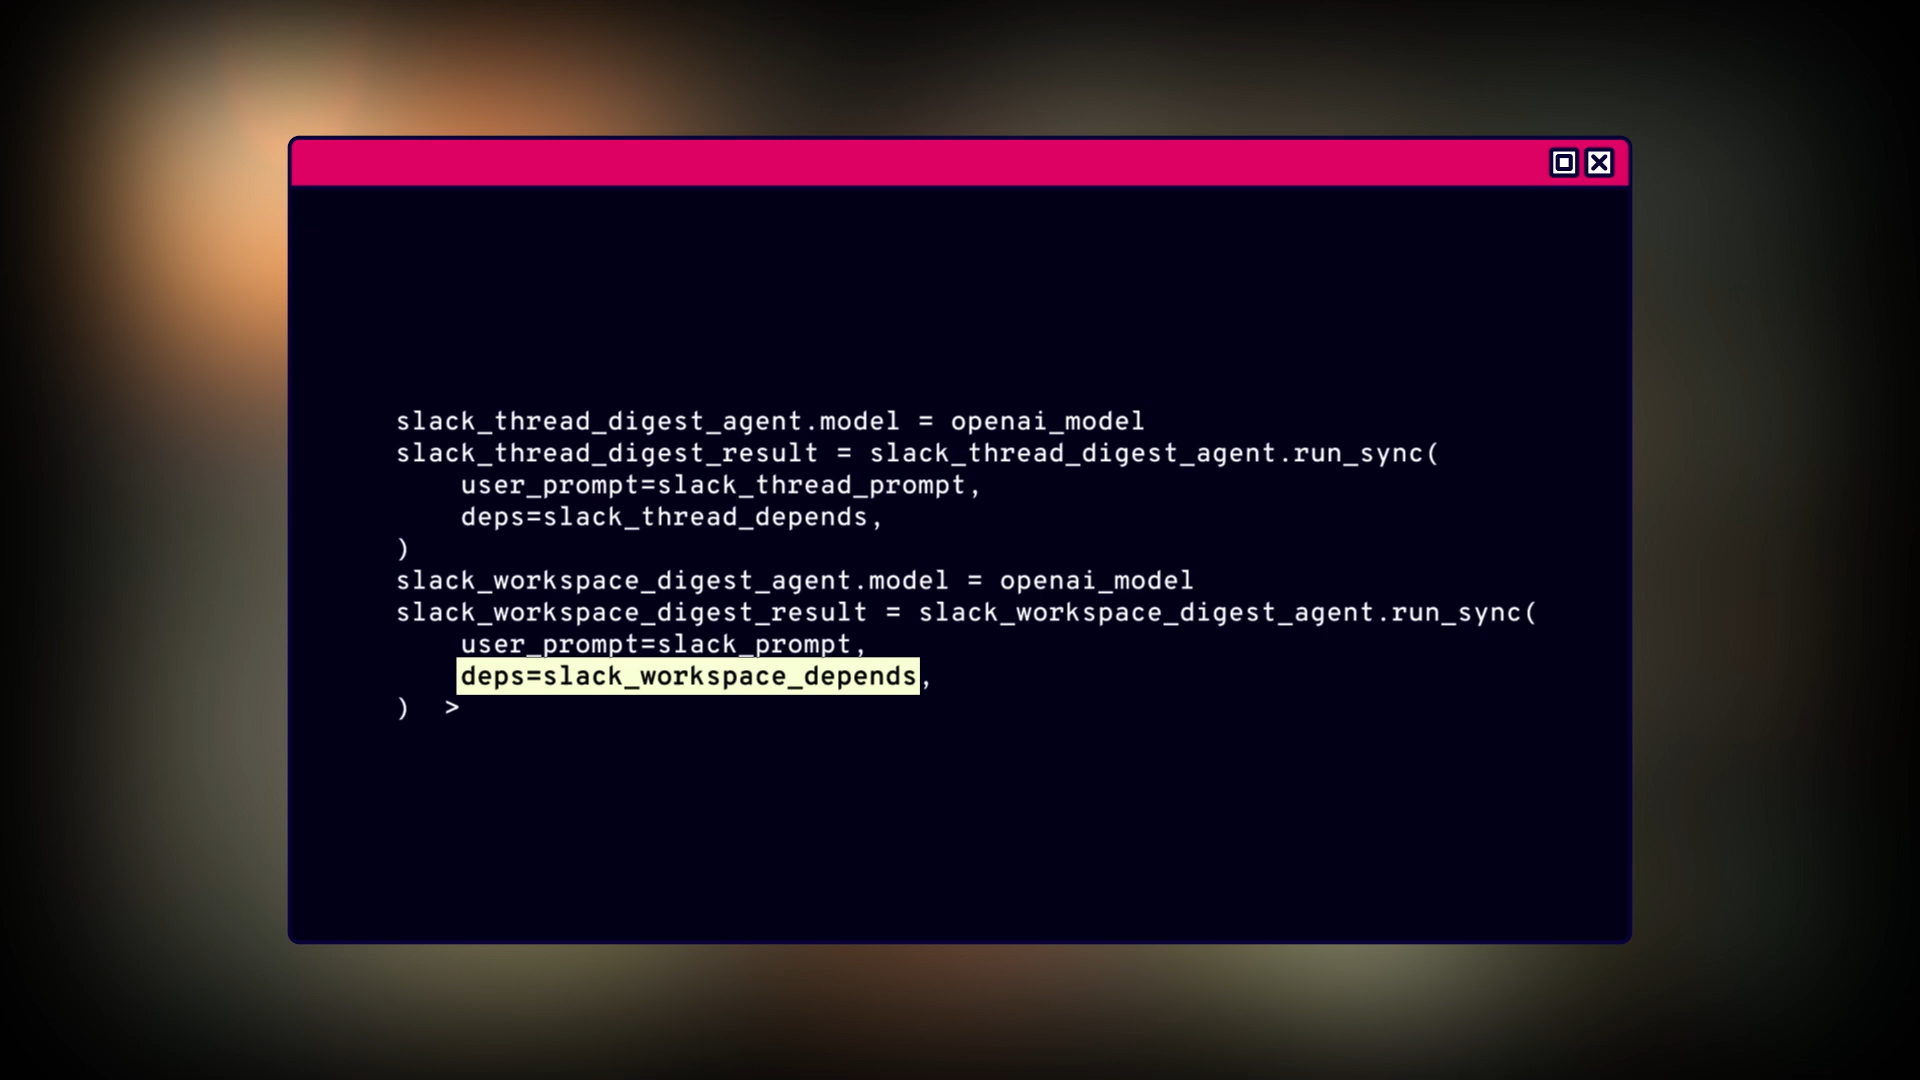 slack_thread_digest_agent.model = openai_model
slack_thread_digest_result = slack_thread_digest_agent.run_sync(
    user_prompt=slack_thread_prompt,
    deps=slack_thread_depends,
)
slack_workspace_digest_agent.model = openai_model
slack_workspace_digest_result = slack_workspace_digest_agent.run_sync(
    user_prompt=slack_prompt,
    deps=slack_workspace_depends,
)  >